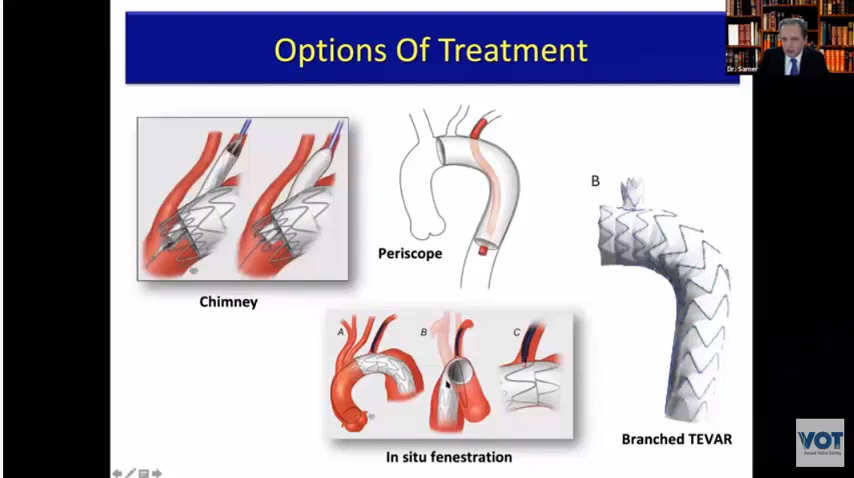 Options Of Treatment
Dr. Samer
B
Periscope
Chimney
A
B
C
In situ fenestration
Branched TEVAR
VOT